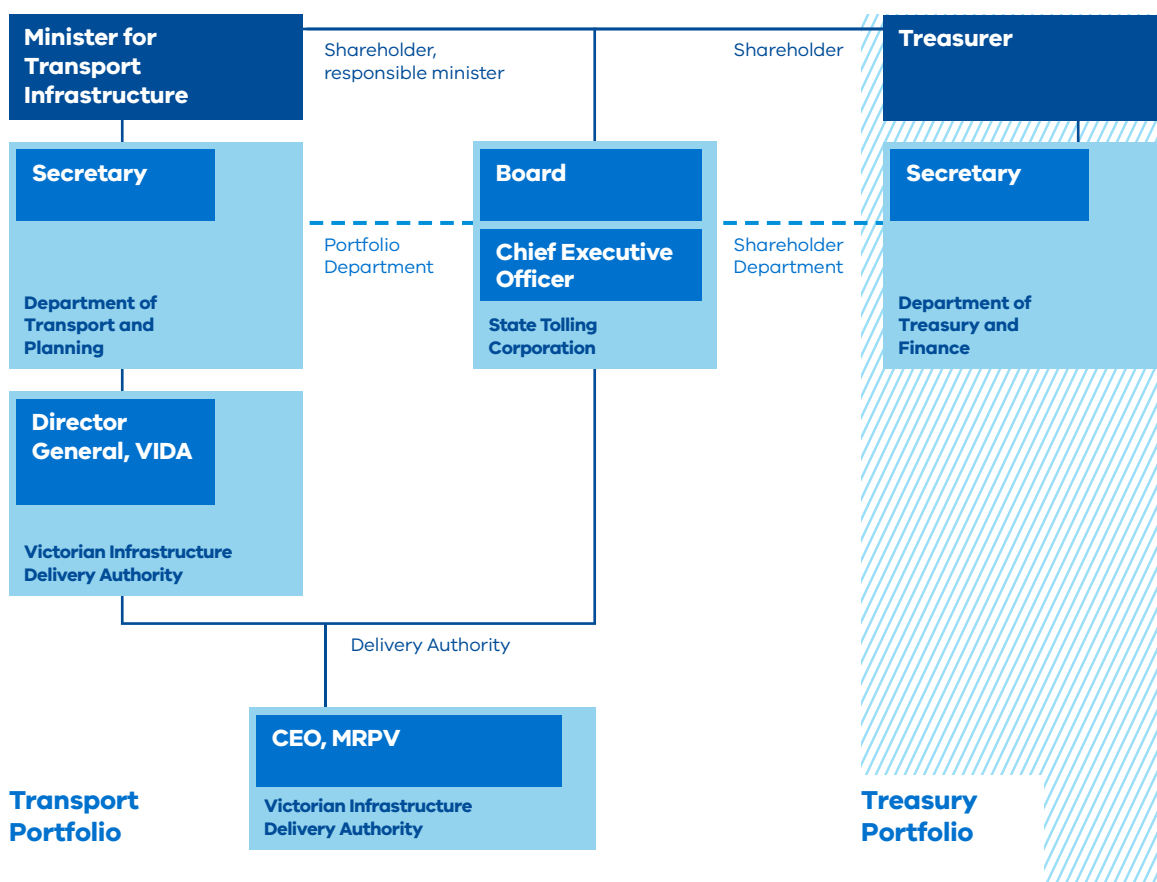 Minister for
Transport
Infrastructure
Shareholder,
responsible minister
Shareholder
Treasurer
Secretary
Department of
Transport and
Planning
Portfolio
Department
Board
Chief Executive
Officer
State Tolling
Corporation
Shareholder
Department
Secretary
Department of
Treasury and
Finance
Director
General, VIDA
Victorian Infrastructure
Delivery Authority
Delivery Authority
CEO, MRPV
Victorian Infrastructure
Delivery Authority
Transport
Portfolio
Treasury
Portfolio